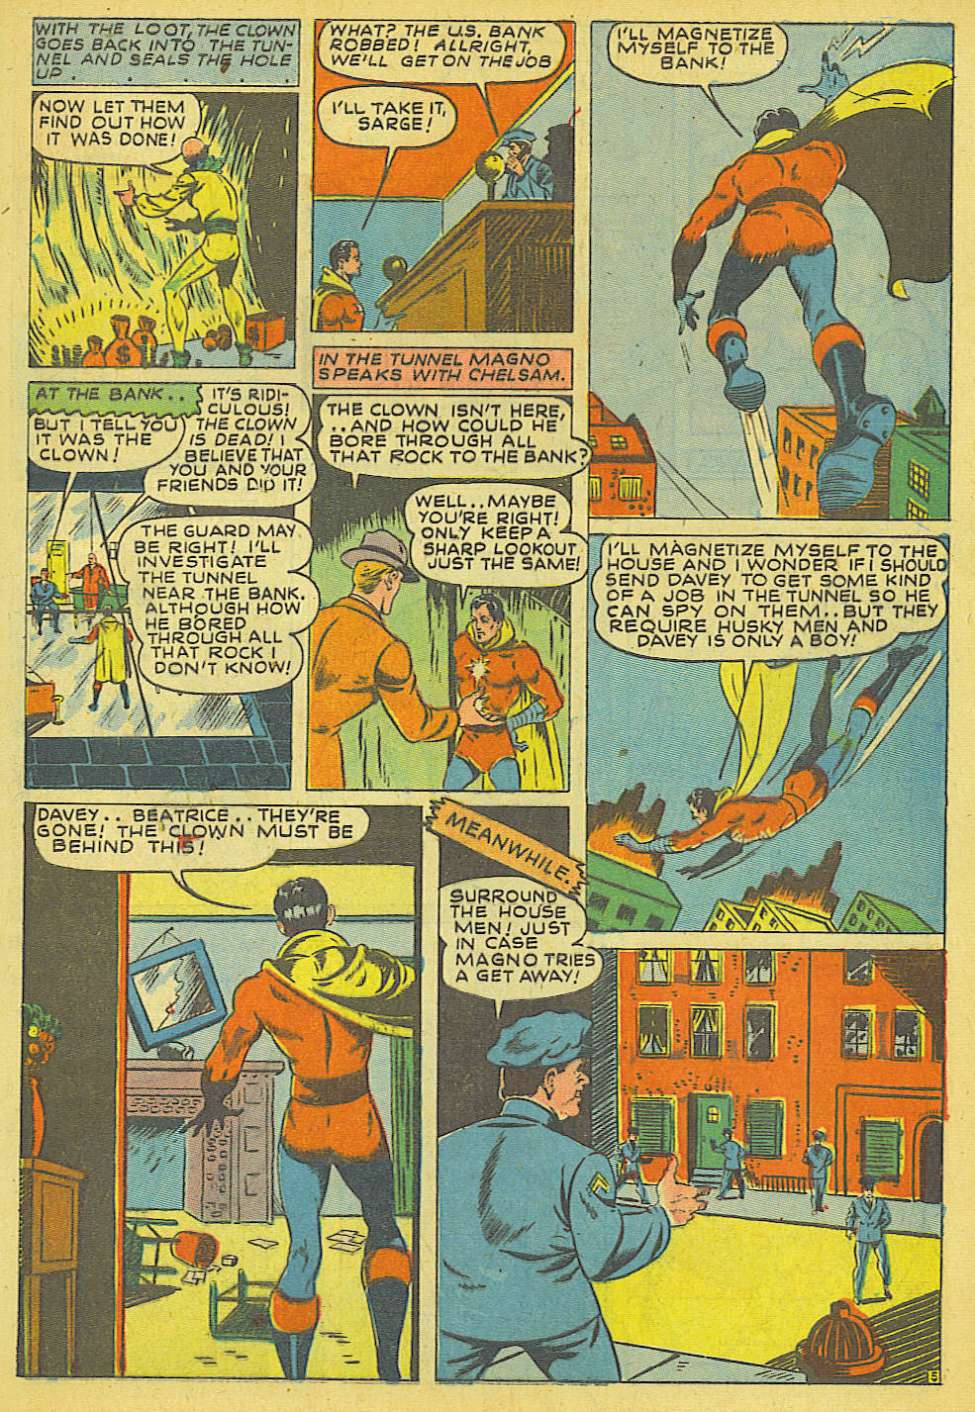 WITH THE LOOT, THE CLOWN
GOES BACK INTO THE TUN-
NEL AND SEALS THE HOLE
UP . . . . . . .
NOW LET THEM
FIND OUT HOW
IT WAS DONE!
$
$
WHAT? THE U.S. BANK
ROBBED! ALLRIGHT,
WE'LL GET ON THE JOB
I'LL TAKE IT,
SARGE!
I'LL MAGNETIZE
MYSELF TO THE
BANK!
AT THE BANK..
BUT I TELL YOU
IT WAS THE
CLOWN!
IT'S RIDI-
CULOUS!
THE CLOWN
IS DEAD! I
BELIEVE THAT
YOU AND YOUR
FRIENDS DID IT!
THE GUARD MAY
BE RIGHT! I'LL
INVESTIGATE
THE TUNNEL
NEAR THE BANK.
ALTHOUGH HOW
HE BORED
THROUGH ALL
THAT ROCK I
DON'T KNOW!
IN THE TUNNEL MAGNO
SPEAKS WITH CHELSAM.
THE CLOWN ISN'T HERE,
..AND HOW COULD HE
BORE THROUGH ALL
THAT ROCK TO THE BANK?
WELL..MAYBE
YOU'RE RIGHT!
ONLY KEEP A
SHARP LOOKOUT
JUST THE SAME!
I'LL MAGNETIZE MYSELF TO THE
HOUSE AND I WONDER IF I SHOULD
SEND DAVEY TO GET SOME KIND
OF A JOB IN THE TUNNEL SO HE
CAN SPY ON THEM..BUT THEY
REQUIRE HUSKY MEN AND
DAVEY IS ONLY A BOY!
DAVEY.. BEATRICE.. THEY'RE
GONE! THE CLOWN MUST BE
BEHIND THIS!
MEANWHILE.
SURROUND
THE HOUSE
MEN! JUST
IN CASE
MAGNO TRIES
A GET AWAY!
5